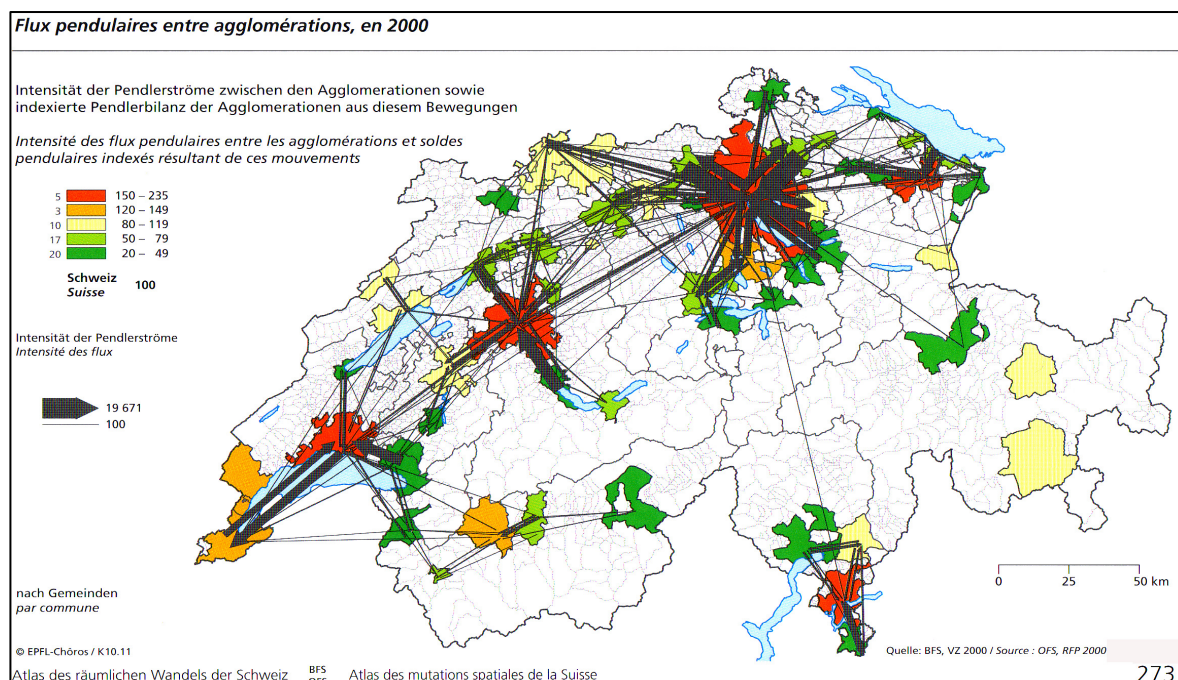 Flux pendulaires entre agglomérations, en 2000
Intensität der Pendlerströme zwischen den Agglomerationen sowie
indexierte Pendlerbilanz der Agglomerationen aus diesem Bewegungen
Intensité des flux pendulaires entre les agglomérations et soldes
pendulaires indexés résultant de ces mouvements
5 150 – 235
3 120 – 149
10 80 – 119
17 50 – 79
20 20 – 49
Schweiz 100
Suisse
Intensität der Pendlerströme
Intensité des flux
19 671
100
0 25 50 km
nach Gemeinden
par commune
© EPFL-Chôros / K10.11
Quelle: BFS, VZ 2000 / Source : OFS, RFP 2000
Atlas des räumlichen Wandels der Schweiz BFS Atlas des mutations spatiales de la Suisse
OFS
273